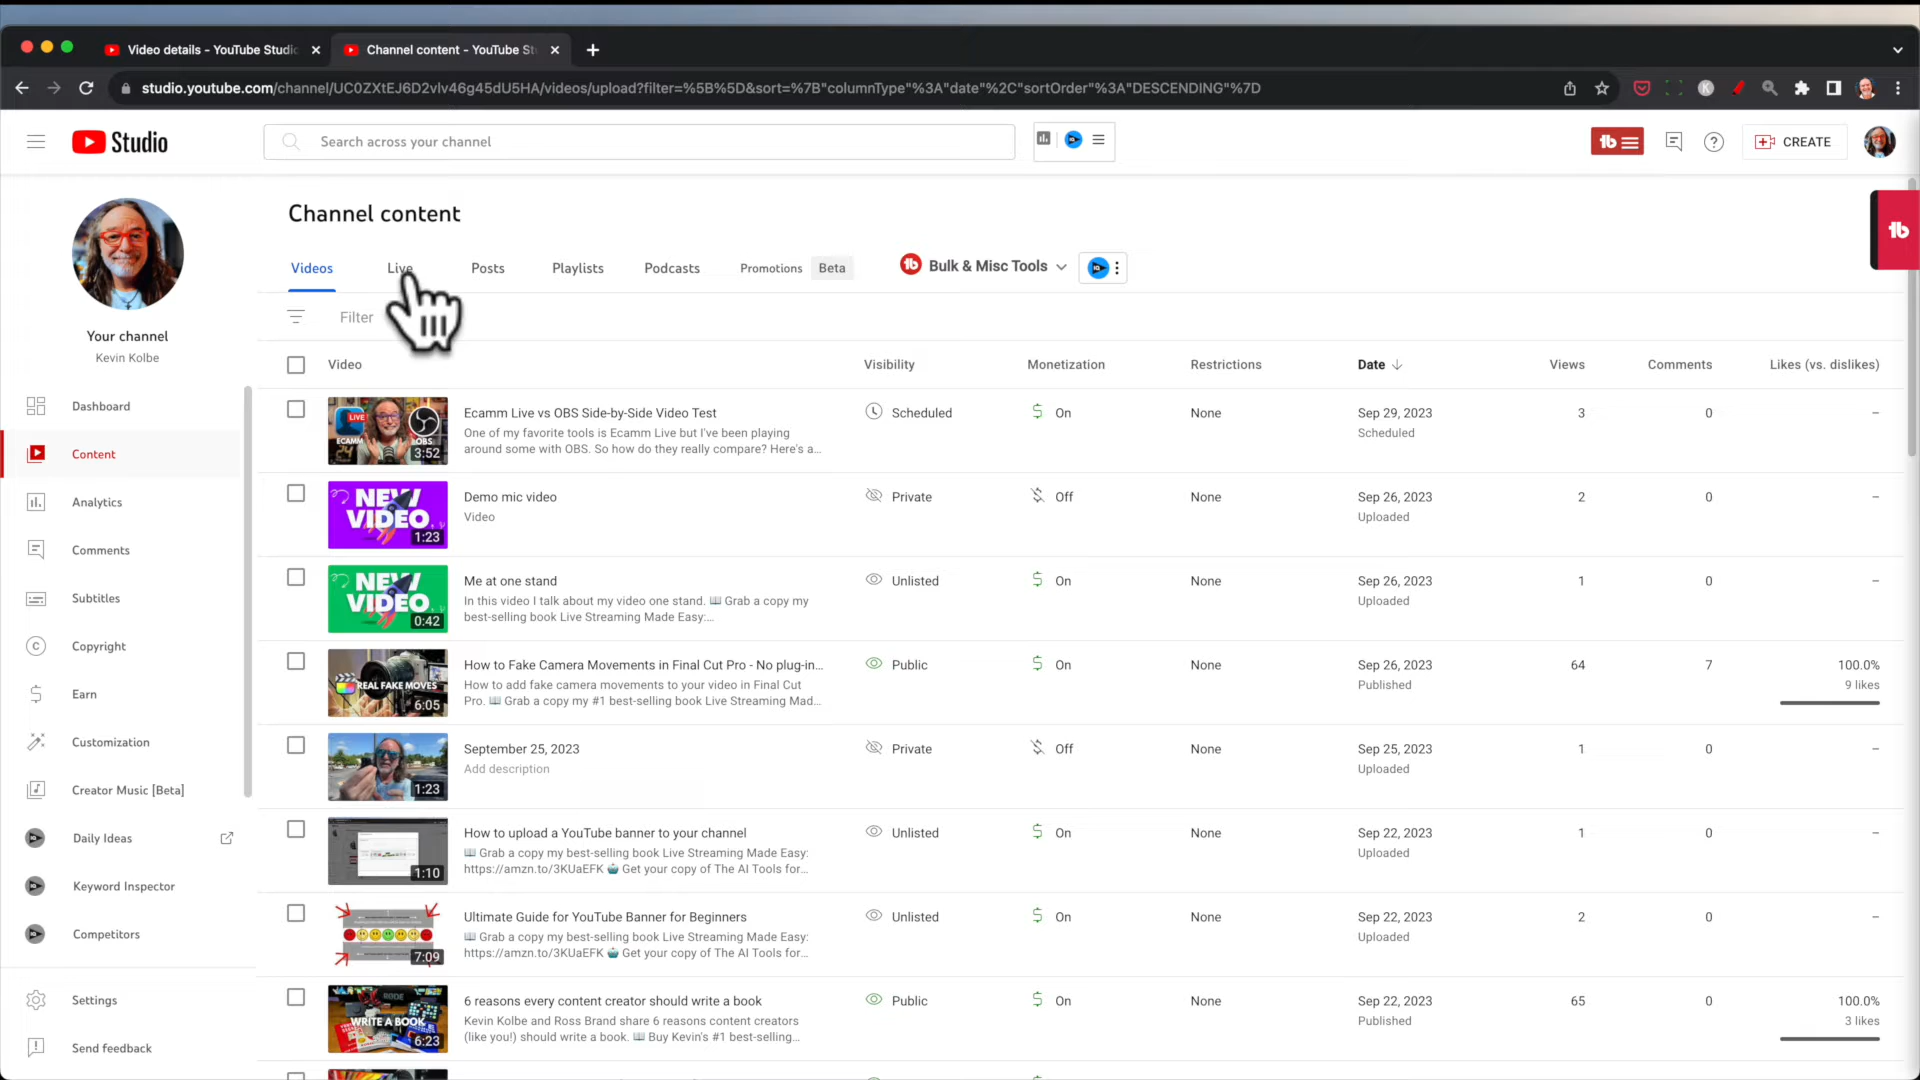 Video details - YouTube Studio
Channel content - YouTube St
studio.youtube.com/channel/UC0ZXtEJ6D2vlv46g45dU5HA/videos/upload?filter=%5B%5D&sort=%7B"columnType"%3A"date"%2C"sortOrder"%3A"DESCENDING"%7D
Studio
Search across your channel
CREATE
Channel content
Videos
Live
Posts
Playlists
Podcasts
Promotions
Beta
Bulk & Misc Tools
Filter
Your channel
Kevin Kolbe
Dashboard
Content
Analytics
Comments
Subtitles
Copyright
Earn
Customization
Creator Music [Beta]
Daily Ideas
Keyword Inspector
Competitors
Settings
Send feedback
Video
Visibility
Monetization
Restrictions
Date
Views
Comments
Likes (vs. dislikes)
LIVE
ECAMM
OBS
3:52
Ecamm Live vs OBS Side-by-Side Video Test
One of my favorite tools is Ecamm Live but I've been playing
around some with OBS. So how do they really compare? Here's a...
Scheduled
On
None
Sep 29, 2023
Scheduled
3
0
–
NEW
VIDEO
1:23
Demo mic video
Video
Private
Off
None
Sep 26, 2023
Uploaded
2
0
–
NEW
VIDEO
0:42
Me at one stand
In this video I talk about my video one stand. 📖 Grab a copy my
best-selling book Live Streaming Made Easy:...
Unlisted
On
None
Sep 26, 2023
Uploaded
1
0
–
REAL FAKE MOVES
6:05
How to Fake Camera Movements in Final Cut Pro - No plug-in...
How to add fake camera movements to your video in Final Cut
Pro. 📖 Grab a copy my #1 best-selling book Live Streaming Mad...
Public
On
None
Sep 26, 2023
Published
64
7
100.0%
9 likes
1:23
September 25, 2023
Add description
Private
Off
None
Sep 25, 2023
Uploaded
1
0
–
1:10
How to upload a YouTube banner to your channel
📖 Grab a copy my best-selling book Live Streaming Made Easy:
https://amzn.to/3KUaEFK 🤖 Get your copy of The AI Tools for...
Unlisted
On
None
Sep 22, 2023
Uploaded
1
0
–
7:09
Ultimate Guide for YouTube Banner for Beginners
📖 Grab a copy my best-selling book Live Streaming Made Easy:
https://amzn.to/3KUaEFK 🤖 Get your copy of The AI Tools for...
Unlisted
On
None
Sep 22, 2023
Uploaded
2
0
–
RODE
WRITE A BOOK
6:23
6 reasons every content creator should write a book
Kevin Kolbe and Ross Brand share 6 reasons content creators
(like you!) should write a book. 📖 Buy Kevin's #1 best-selling...
Public
On
None
Sep 22, 2023
Published
65
0
100.0%
3 likes